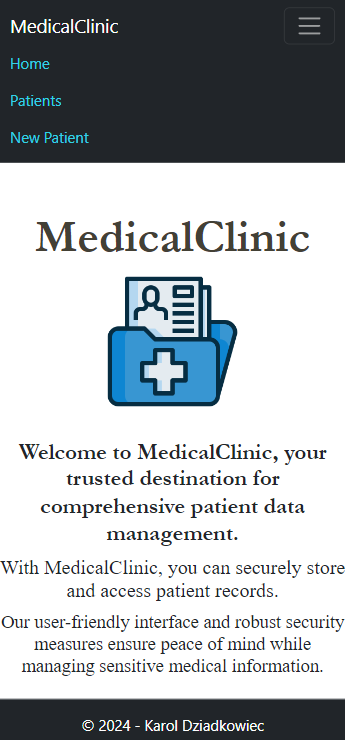 MedicalClinic
Home
Patients
New Patient
MedicalClinic
Welcome to MedicalClinic, your
trusted destination for
comprehensive patient data
management.
With MedicalClinic, you can securely store
and access patient records.
Our user-friendly interface and robust security
measures ensure peace of mind while
managing sensitive medical information.
© 2024 - Karol Dziadkowiec